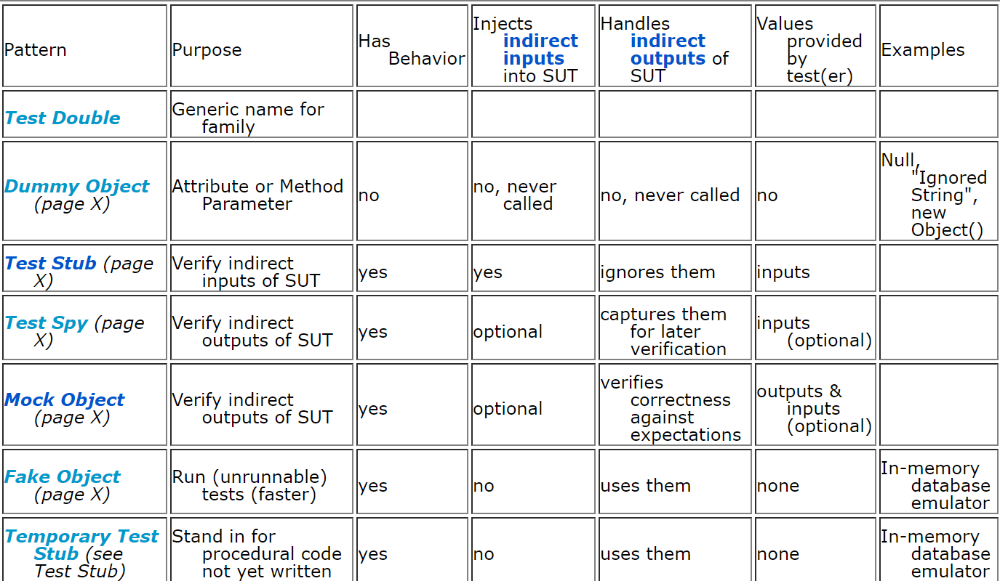 Pattern
Purpose
Has
Behavior
Injects
indirect
inputs
into SUT
Handles
indirect
outputs of
SUT
Values
provided
by
test(er)
Examples
Test Double
Generic name for
family
Dummy Object
(page X)
Attribute or Method
Parameter
no
no, never
called
no, never called
no
Null,
"Ignored
String",
new
Object()
Test Stub (page
X)
Verify indirect
inputs of SUT
yes
yes
ignores them
inputs
Test Spy (page
X)
Verify indirect
outputs of SUT
yes
optional
captures them
for later
verification
inputs
(optional)
Mock Object
(page X)
Verify indirect
outputs of SUT
yes
optional
verifies
correctness
against
expectations
outputs &
inputs
(optional)
Fake Object
(page X)
Run (unrunnable)
tests (faster)
yes
no
uses them
none
In-memory
database
emulator
Temporary Test
Stub (see
Test Stub)
Stand in for
procedural code
not yet written
yes
no
uses them
none
In-memory
database
emulator